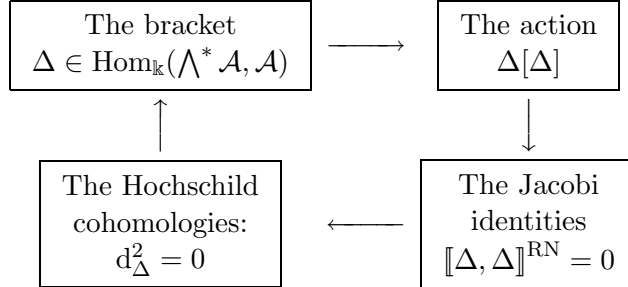 The bracket
Δ ∈ Hom_𝕜(⋀^* 𝒜, 𝒜)
The action
Δ[Δ]
The Hochschild
cohomologies:
d_Δ^2 = 0
The Jacobi
identities
⟦Δ, Δ⟧^RN = 0